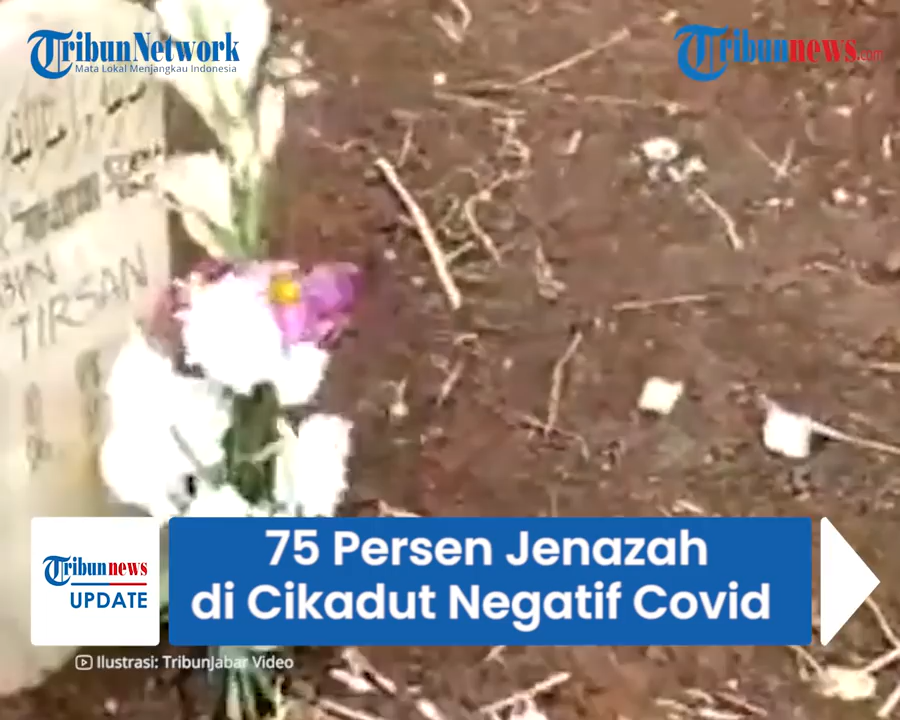 TribunNetwork
Mata Lokal Menjangkau Indonesia
Tribunnews.com
BIN
TIRSAN
75 Persen Jenazah
di Cikadut Negatif Covid
Tribunnews
UPDATE
Ilustrasi: TribunJabar Video